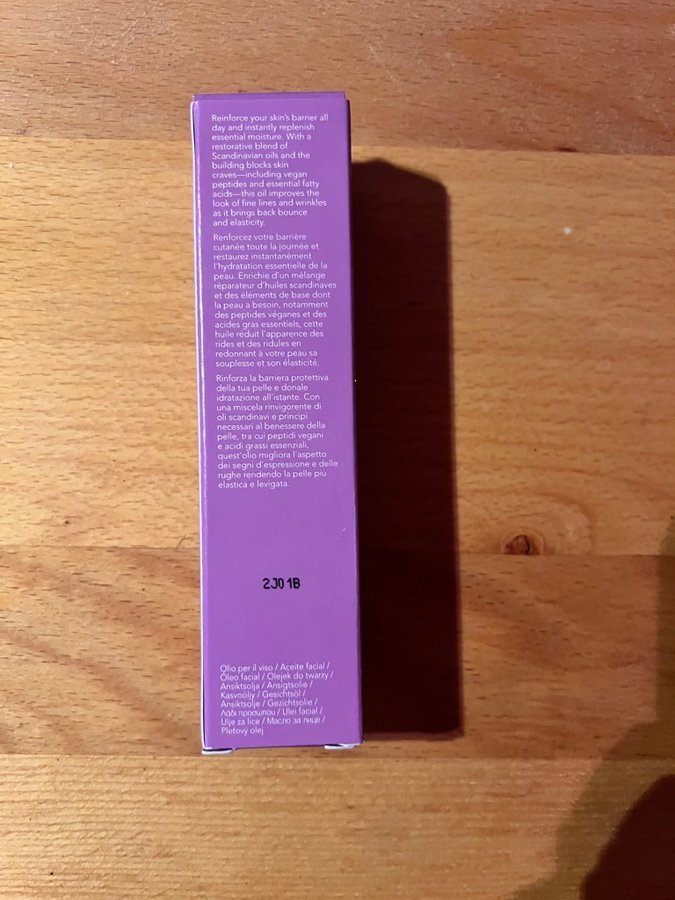 Reinforce your skin's barrier all
day and instantly replenish
essential moisture. With a
restorative blend of
Scandinavian oils and the
building blocks skin
craves—including vegan
peptides and essential fatty
acids—this oil improves the
look of fine lines and wrinkles
as it brings back bounce
and elasticity.
Renforcez votre barrière
cutanée toute la journée et
restaurez instantanément
l'hydratation essentielle de la
peau. Enrichie d'un mélange
réparateur d'huiles scandinaves
et des éléments de base dont
la peau a besoin, notamment
des peptides véganes et des
acides gras essentiels, cette
huile réduit l'apparence des
rides et des ridules en
redonnant à votre peau sa
souplesse et son élasticité.
Rinforza la barriera protettiva
della tua pelle e donale
idratazione all'istante. Con
una miscela rinvigorente di
oli scandinavi e principi
necessari al benessere della
pelle, tra cui peptidi vegani
e acidi grassi essenziali,
quest'olio migliora l'aspetto
dei segni d'espressione e delle
rughe rendendo la pelle più
elastica e levigata.
2J01B
Olio per il viso / Aceite facial /
Óleo facial / Olejek do twarzy /
Ansiktsolja / Ansigtsolie /
Kasvoöljy / Gesichtsöl /
Ansiktsolje / Gezichtsolie /
Λάδι προσώπου / Ulei facial /
Ulje za lice / Масло за лице /
Pleťový olej